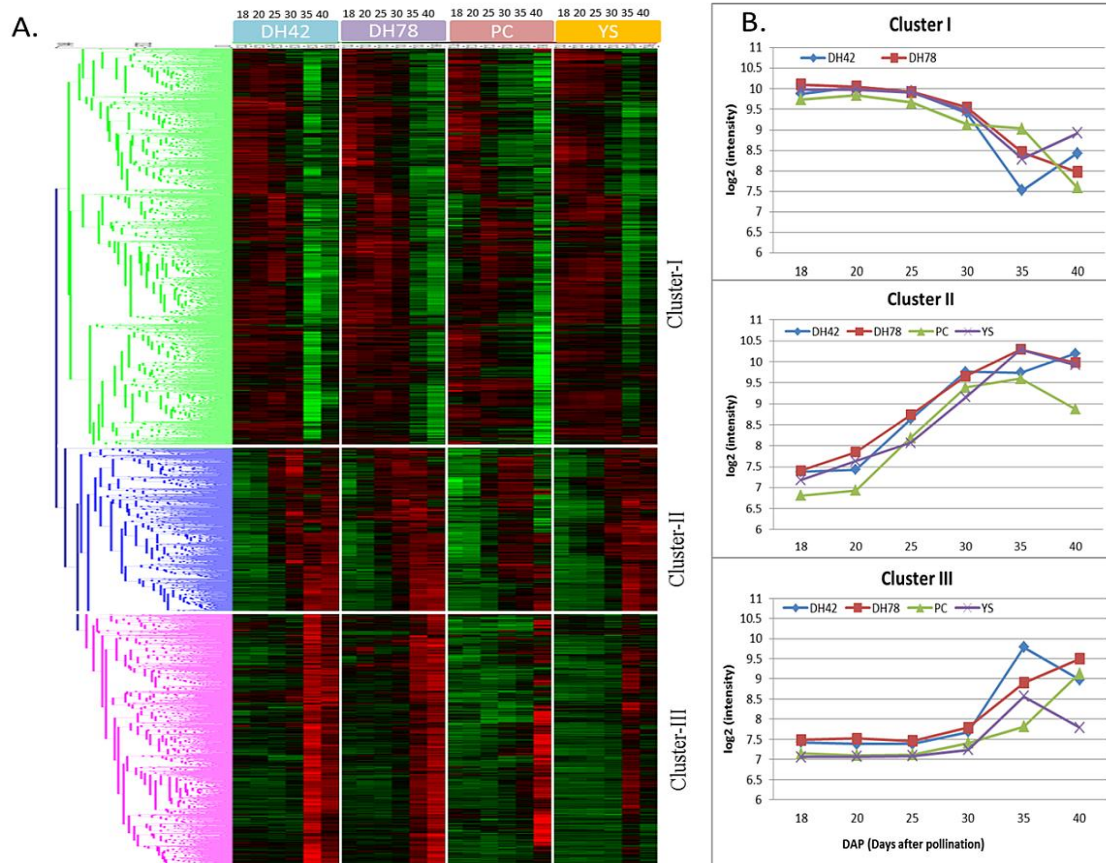 A.
18 20 25 30 35 40 18 20 25 30 35 40 18 20 25 30 35 40 18 20 25 30 35 40
DH42 DH78 PC YS
Cluster-I
Cluster-II
Cluster-III
B.
Cluster I
DH42 DH78
log2 (intensity)
11
10.5
10
9.5
9
8.5
8
7.5
7
6.5
6
18 20 25 30 35 40
Cluster II
DH42 DH78 PC YS
log2 (intensity)
11
10.5
10
9.5
9
8.5
8
7.5
7
6.5
6
18 20 25 30 35 40
Cluster III
DH42 DH78 PC YS
log2 (intensity)
11
10.5
10
9.5
9
8.5
8
7.5
7
6.5
6
18 20 25 30 35 40
DAP (Days after pollination)